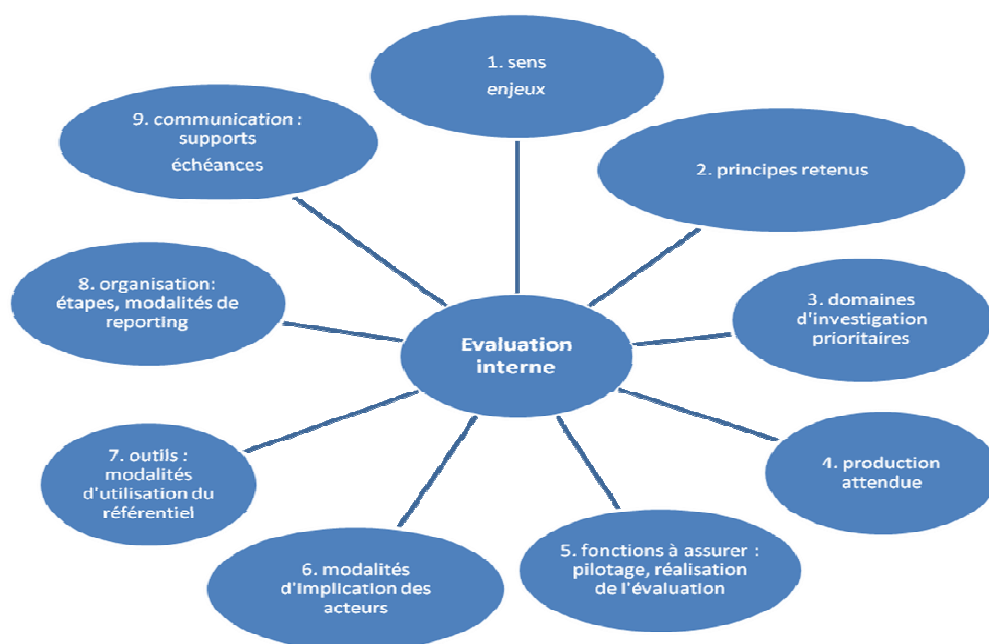 1. sens
enjeux
2. principes retenus
3. domaines
d'investigation
prioritaires
4. production
attendue
5. fonctions à assurer :
pilotage, réalisation
de l'évaluation
6. modalités
d'implication des
acteurs
7. outils :
modalités
d'utilisation du
référentiel
8. organisation:
étapes, modalités de
reporting
9. communication :
supports
échéances
Evaluation
interne